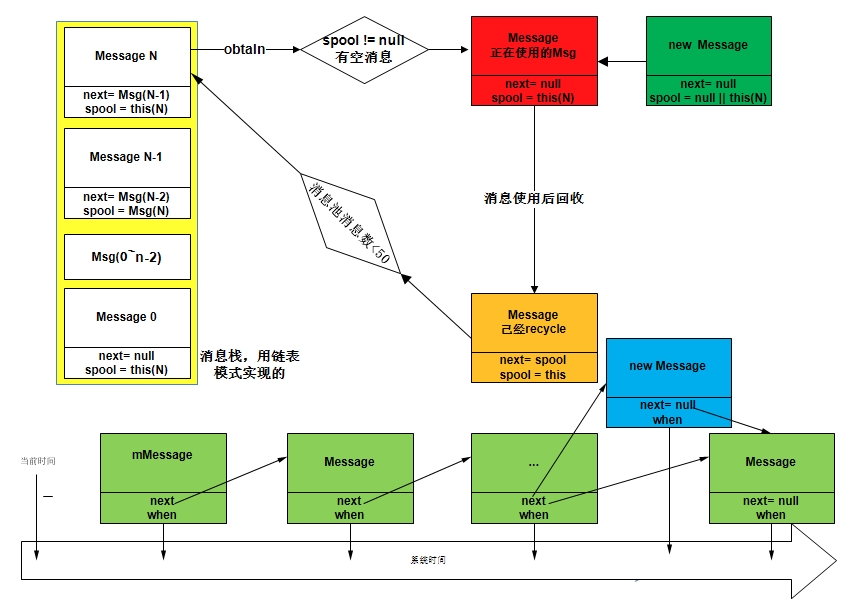 Message N
next= Msg(N-1)
spool = this(N)
Message N-1
next= Msg(N-2)
spool = Msg(N)
Msg(0~n-2)
Message 0
next= null
spool = this(N)
消息栈，用链表
模式实现的
obtain
spool != null
有空消息
Message
正在使用的Msg
next= null
spool = this(N)
new Message
next= null
spool = null || this(N)
消息使用后回收
消息池消息数<50
Message
己经recycle
next= spool
spool = this
new Message
next= null
when
当前时间
mMessage
next
when
Message
next
when
...
next
when
Message
next= null
when
系统时间